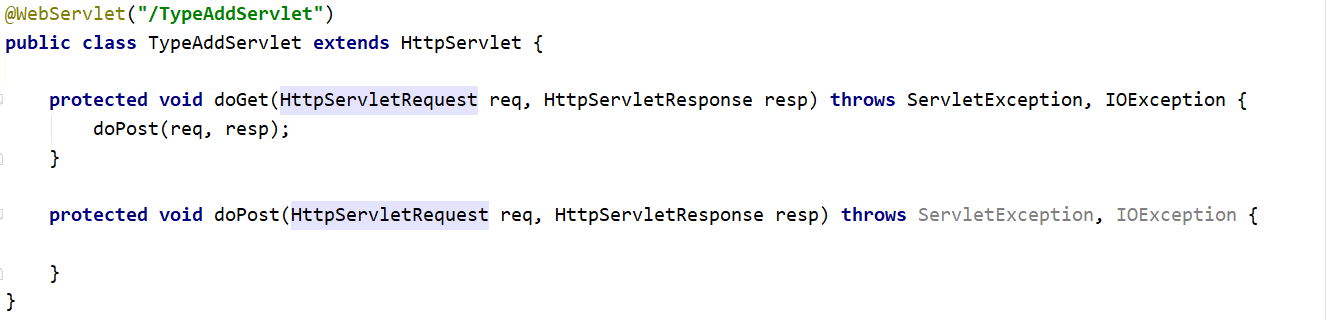 @WebServlet("/TypeAddServlet")
public class TypeAddServlet extends HttpServlet {
protected void doGet(HttpServletRequest req, HttpServletResponse resp) throws ServletException, IOException {
doPost(req, resp);
}
protected void doPost(HttpServletRequest req, HttpServletResponse resp) throws ServletException, IOException {
}
}